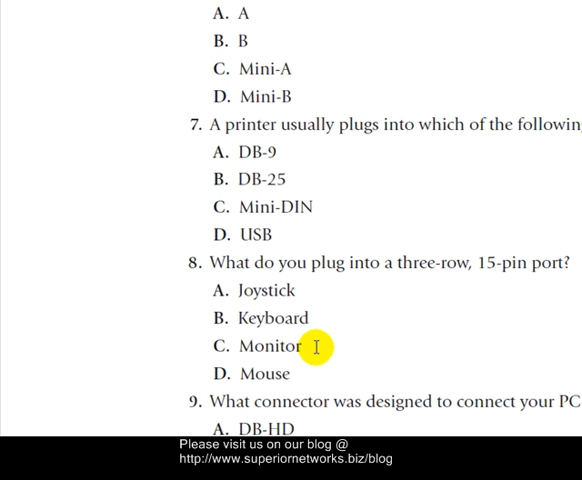 A. A
B. B
C. Mini-A
D. Mini-B
7. A printer usually plugs into which of the followin
A. DB-9
B. DB-25
C. Mini-DIN
D. USB
8. What do you plug into a three-row, 15-pin port?
A. Joystick
B. Keyboard
C. Monitor
D. Mouse
9. What connector was designed to connect your PC
A. DB-HD
Please visit us on our blog @
http://www.superiornetworks.biz/blog